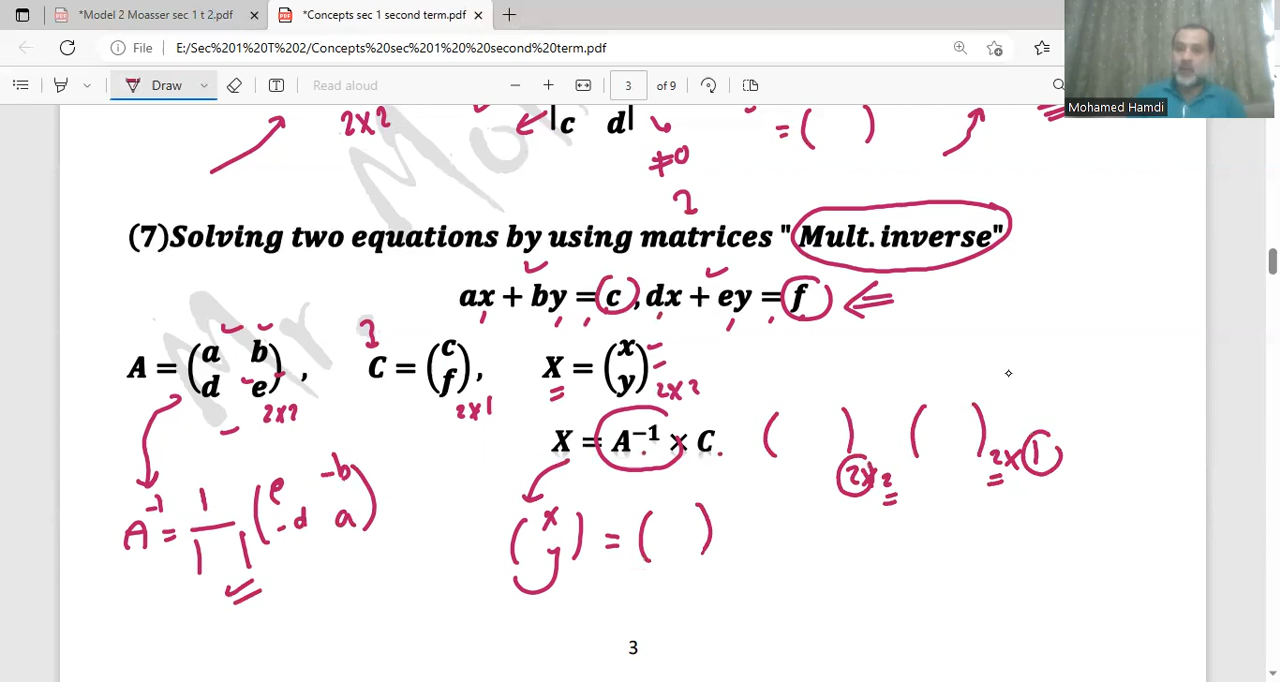 *Model 2 Moasser sec 1 t 2.pdf
*Concepts sec 1 second term.pdf
File
E:/Sec%201%20T%202/Concepts%20sec%201%20%20second%20term.pdf
Draw
Read aloud
3
of 9
Mohamed Hamdi
2x2
|c d|
= ( )
≠0
2
(7)Solving two equations by using matrices "Mult. inverse"
ax + by = c , dx + ey = f
A = (a b
d e) ,
2x2
C = (c
f) ,
2x1
X = (x
y)
2x2
X = A⁻¹ × C
( ) 2x2 ( ) 2x1
A⁻¹ = 1/| | (e -b
-d a)
(x
y) = ( )
3